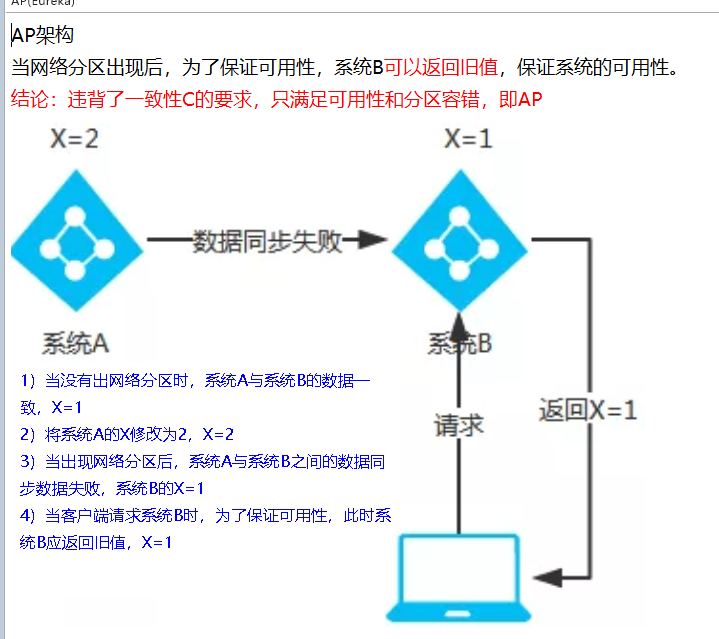 AP(Eureka)
AP架构
当网络分区出现后，为了保证可用性，系统B可以返回旧值，保证系统的可用性。
结论：违背了一致性C的要求，只满足可用性和分区容错，即AP
X=2
X=1
数据同步失败
系统A
系统B
1）当没有出网络分区时，系统A与系统B的数据一
致，X=1
2）将系统A的X修改为2，X=2
3）当出现网络分区后，系统A与系统B之间的数据同
步数据失败，系统B的X=1
4）当客户端请求系统B时，为了保证可用性，此时系
统B应返回旧值，X=1
请求
返回X=1